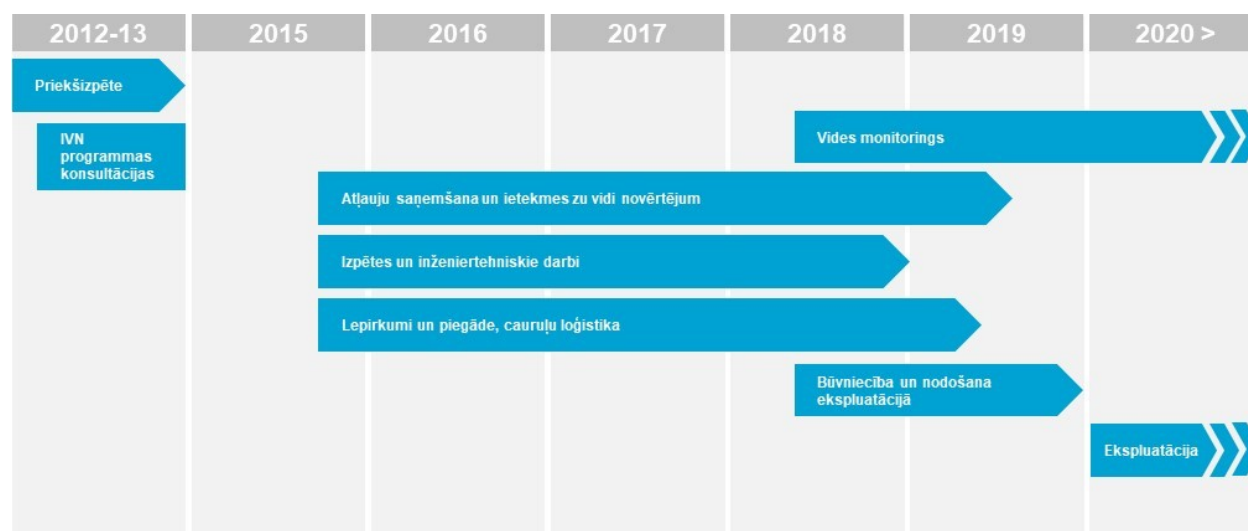 2012-13 2015 2016 2017 2018 2019 2020 >
Priekšizpēte
IVN
programmas
konsultācijas
Vides monitorings
Atļauju saņemšana un ietekmes zu vidi novērtējum
Izpētes un inženiertehniskie darbi
Lepirkumi un piegāde, cauruļu loģistika
Būvniecība un nodošana
ekspluatācijā
Ekspluatācija